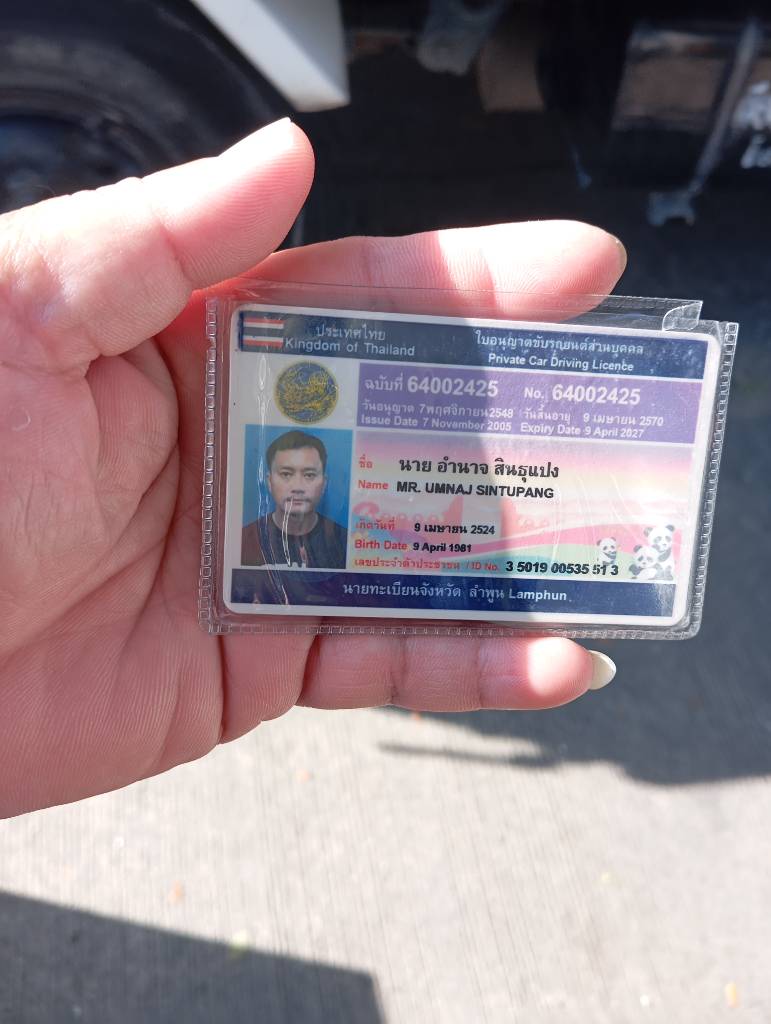 ประเทศไทย
Kingdom of Thailand
ใบอนุญาตขับรถยนต์ส่วนบุคคล
Private Car Driving Licence
ฉบับที่ 64002425 No. 64002425
วันอนุญาต 7พฤศจิกายน2548 วันสิ้นอายุ 9 เมษายน 2570
Issue Date 7 November 2005 Expiry Date 9 April 2027
ชื่อ นาย อำนาจ สินธุแปง
Name MR. UMNAJ SINTUPANG
เกิดวันที่ 9 เมษายน 2524
Birth Date 9 April 1981
เลขประจำตัวประชาชน / ID No. 3 5019 00535 51 3
นายทะเบียนจังหวัด ลำพูน Lamphun